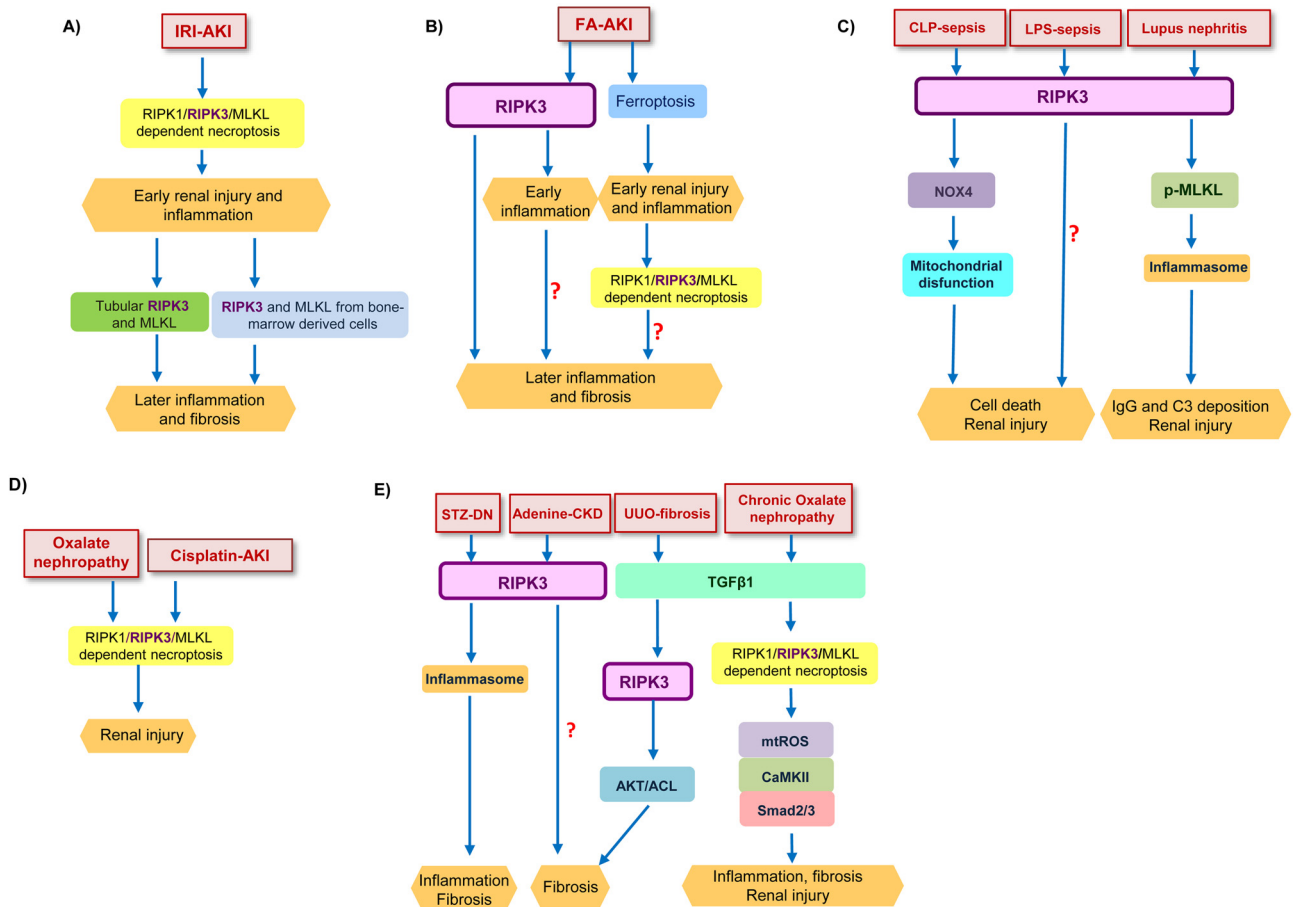 A)
IRI-AKI
RIPK1/RIPK3/MLKL
dependent necroptosis
Early renal injury and
inflammation
Tubular RIPK3
and MLKL
RIPK3 and MLKL from bone-
marrow derived cells
Later inflammation
and fibrosis
B)
FA-AKI
RIPK3
Ferroptosis
Early
inflammation
Early renal injury
and inflammation
?
RIPK1/RIPK3/MLKL
dependent necroptosis
?
Later inflammation
and fibrosis
C)
CLP-sepsis
LPS-sepsis
Lupus nephritis
RIPK3
NOX4
p-MLKL
?
Mitochondrial
disfunction
Inflammasome
Cell death
Renal injury
IgG and C3 deposition
Renal injury
D)
Oxalate
nephropathy
Cisplatin-AKI
RIPK1/RIPK3/MLKL
dependent necroptosis
Renal injury
E)
STZ-DN
Adenine-CKD
UUO-fibrosis
Chronic Oxalate
nephropathy
RIPK3
TGFβ1
Inflammasome
RIPK3
RIPK1/RIPK3/MLKL
dependent necroptosis
?
mtROS
CaMKII
Smad2/3
AKT/ACL
Inflammation
Fibrosis
Fibrosis
Inflammation, fibrosis
Renal injury